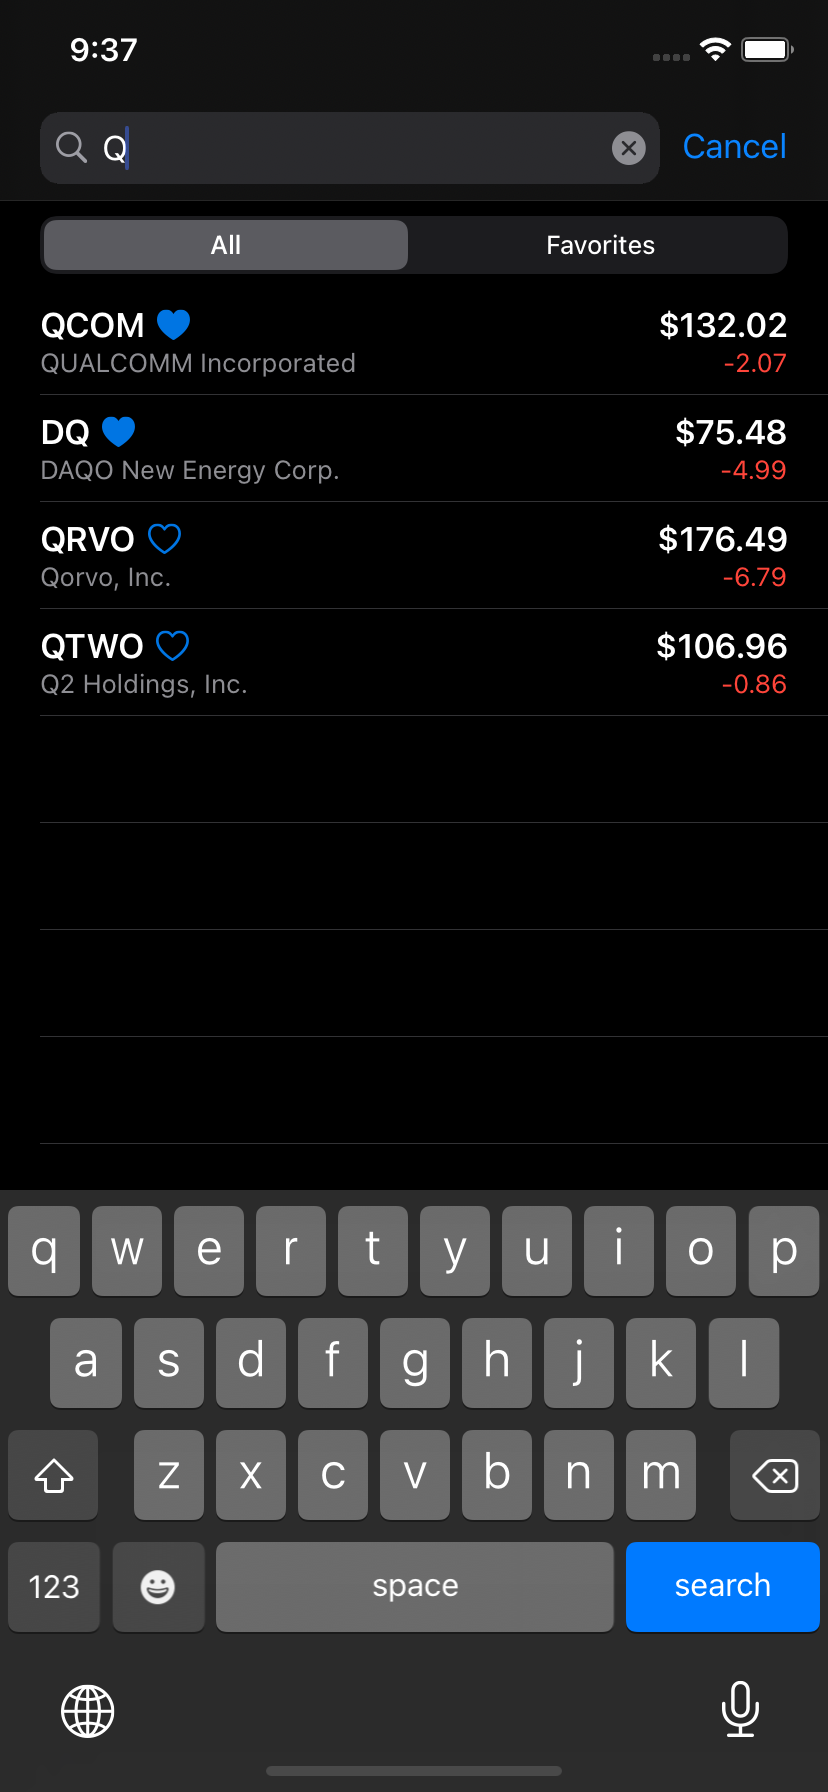 9:37
Q
Cancel
All
Favorites
QCOM
$132.02
QUALCOMM Incorporated
-2.07
DQ
$75.48
DAQO New Energy Corp.
-4.99
QRVO
$176.49
Qorvo, Inc.
-6.79
QTWO
$106.96
Q2 Holdings, Inc.
-0.86
q w e r t y u i o p
a s d f g h j k l
z x c v b n m
123 space search